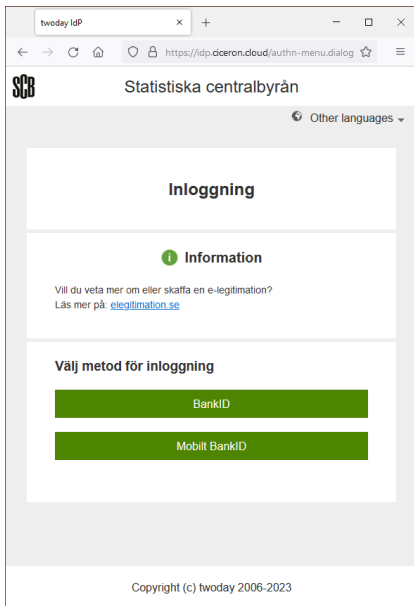 twoday IdP
https://idp.ciceron.cloud/authn-menu.dialog
SCB
Statistiska centralbyrån
Other languages
Inloggning
Information
Vill du veta mer om eller skaffa en e-legitimation?
Läs mer på: elegitimation.se
Välj metod för inloggning
BankID
Mobilt BankID
Copyright (c) twoday 2006-2023